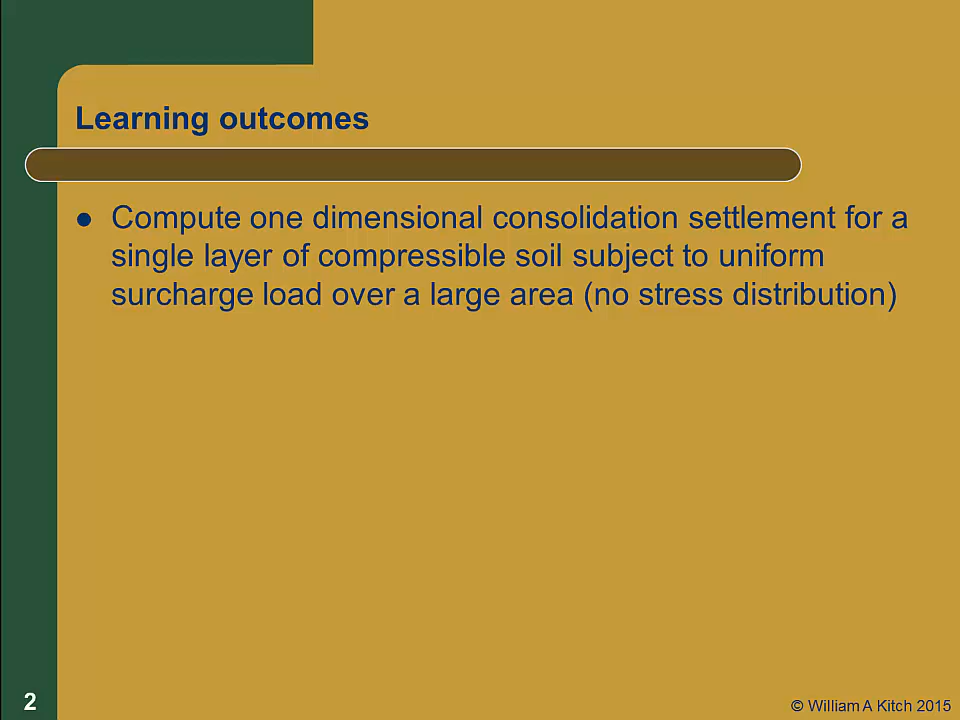 Learning outcomes
● Compute one dimensional consolidation settlement for a
single layer of compressible soil subject to uniform
surcharge load over a large area (no stress distribution)
2
© William A Kitch 2015